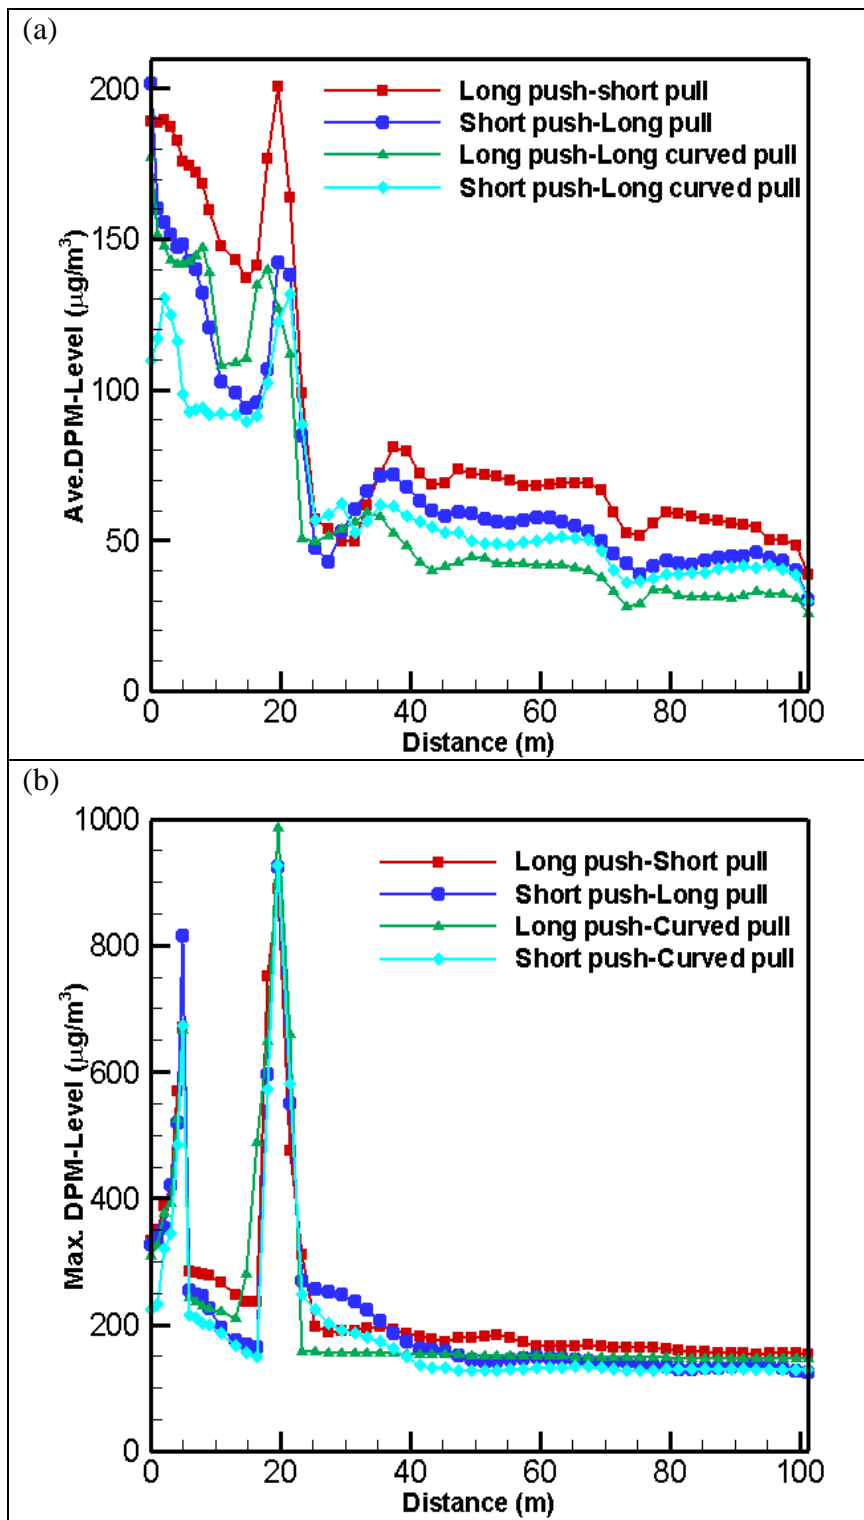 (a)
Ave.DPM-Level (μg/m³)
200
150
100
50
0
Long push-short pull
Short push-Long pull
Long push-Long curved pull
Short push-Long curved pull
0 20 40 60 80 100
Distance (m)
(b)
Max. DPM-Level (μg/m³)
1000
800
600
400
200
0
Long push-Short pull
Short push-Long pull
Long push-Curved pull
Short push-Curved pull
0 20 40 60 80 100
Distance (m)